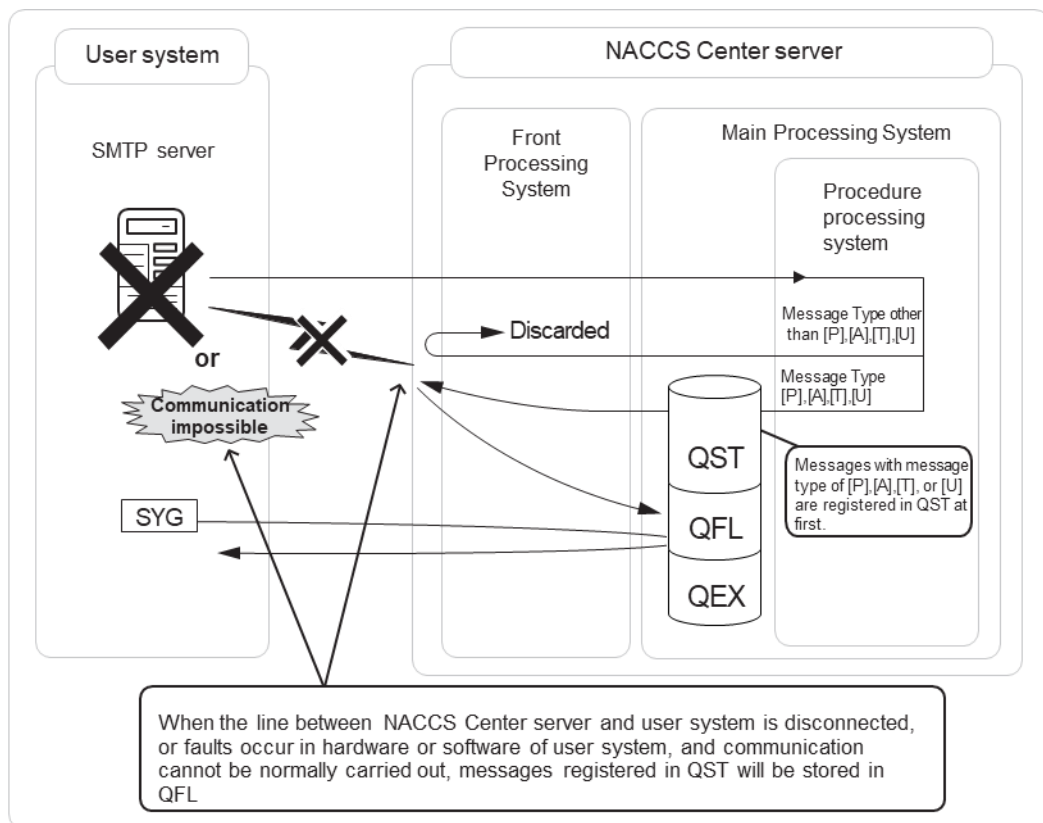 User system
NACCS Center server
SMTP server
Front
Processing
System
Main Processing System
Procedure
processing
system
Message Type other
than [P],[A],[T],[U]
Discarded
or
Message Type
[P],[A],[T],[U]
Communication
impossible
QST
Messages with message
type of [P],[A],[T], or [U]
are registered in QST at
first.
SYG
QFL
QEX
When the line between NACCS Center server and user system is disconnected,
or faults occur in hardware or software of user system, and communication
cannot be normally carried out, messages registered in QST will be stored in
QFL